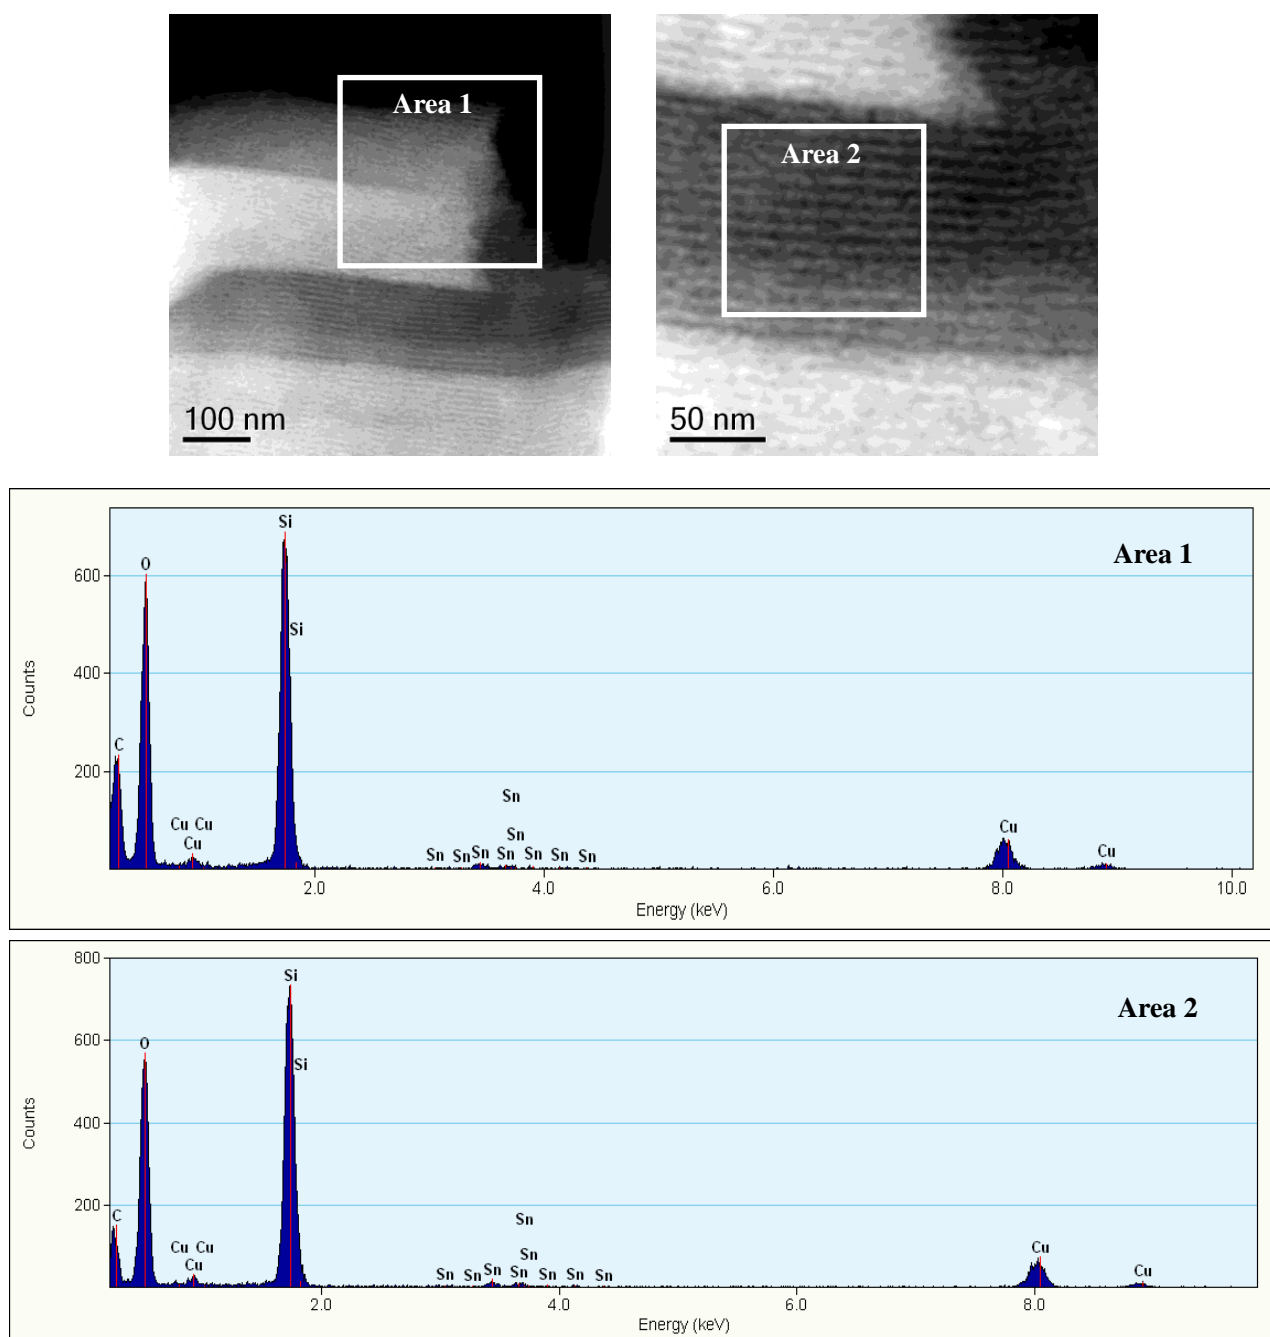 Area 1
Area 2
100 nm
50 nm
Si
Area 1
O
600
Si
400
Counts
C
200
Sn
Cu Cu
Sn
Cu
Cu
Sn Sn Sn Sn Sn Sn Sn
Cu
2.0 4.0 6.0 8.0 10.0
Energy (keV)
800
Si
Area 2
O
600
Si
400
Counts
C
200
Sn
Cu Cu
Sn
Cu
Cu
Sn Sn Sn Sn Sn Sn Sn
Cu
2.0 4.0 6.0 8.0
Energy (keV)